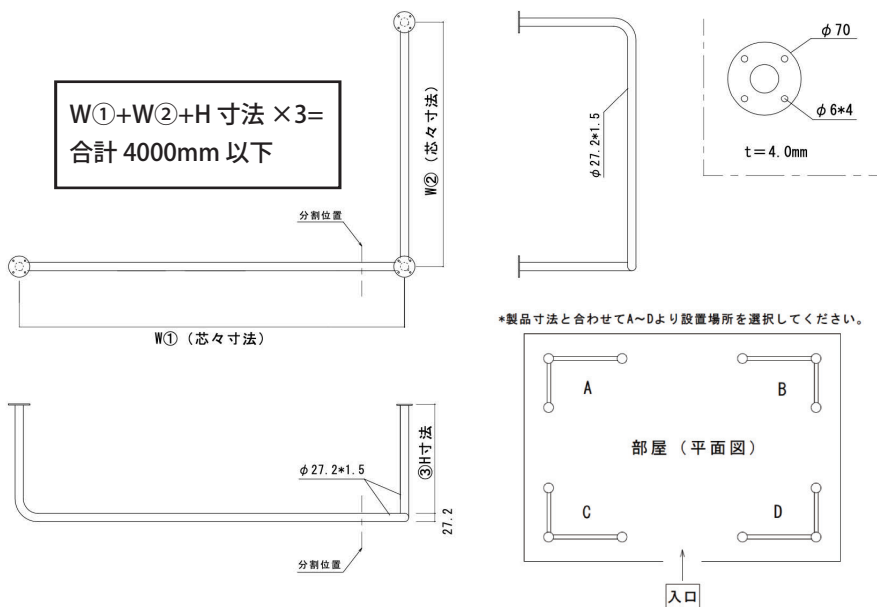 W①+W②+H 寸法 ×3=
合計 4000mm 以下
分割位置
W②（芯々寸法）
W①（芯々寸法）
φ27.2*1.5
φ70
φ6*4
t＝4.0mm
φ27.2*1.5
③H寸法
27.2
分割位置
*製品寸法と合わせてA～Dより設置場所を選択してください。
A
B
部屋（平面図）
C
D
入口